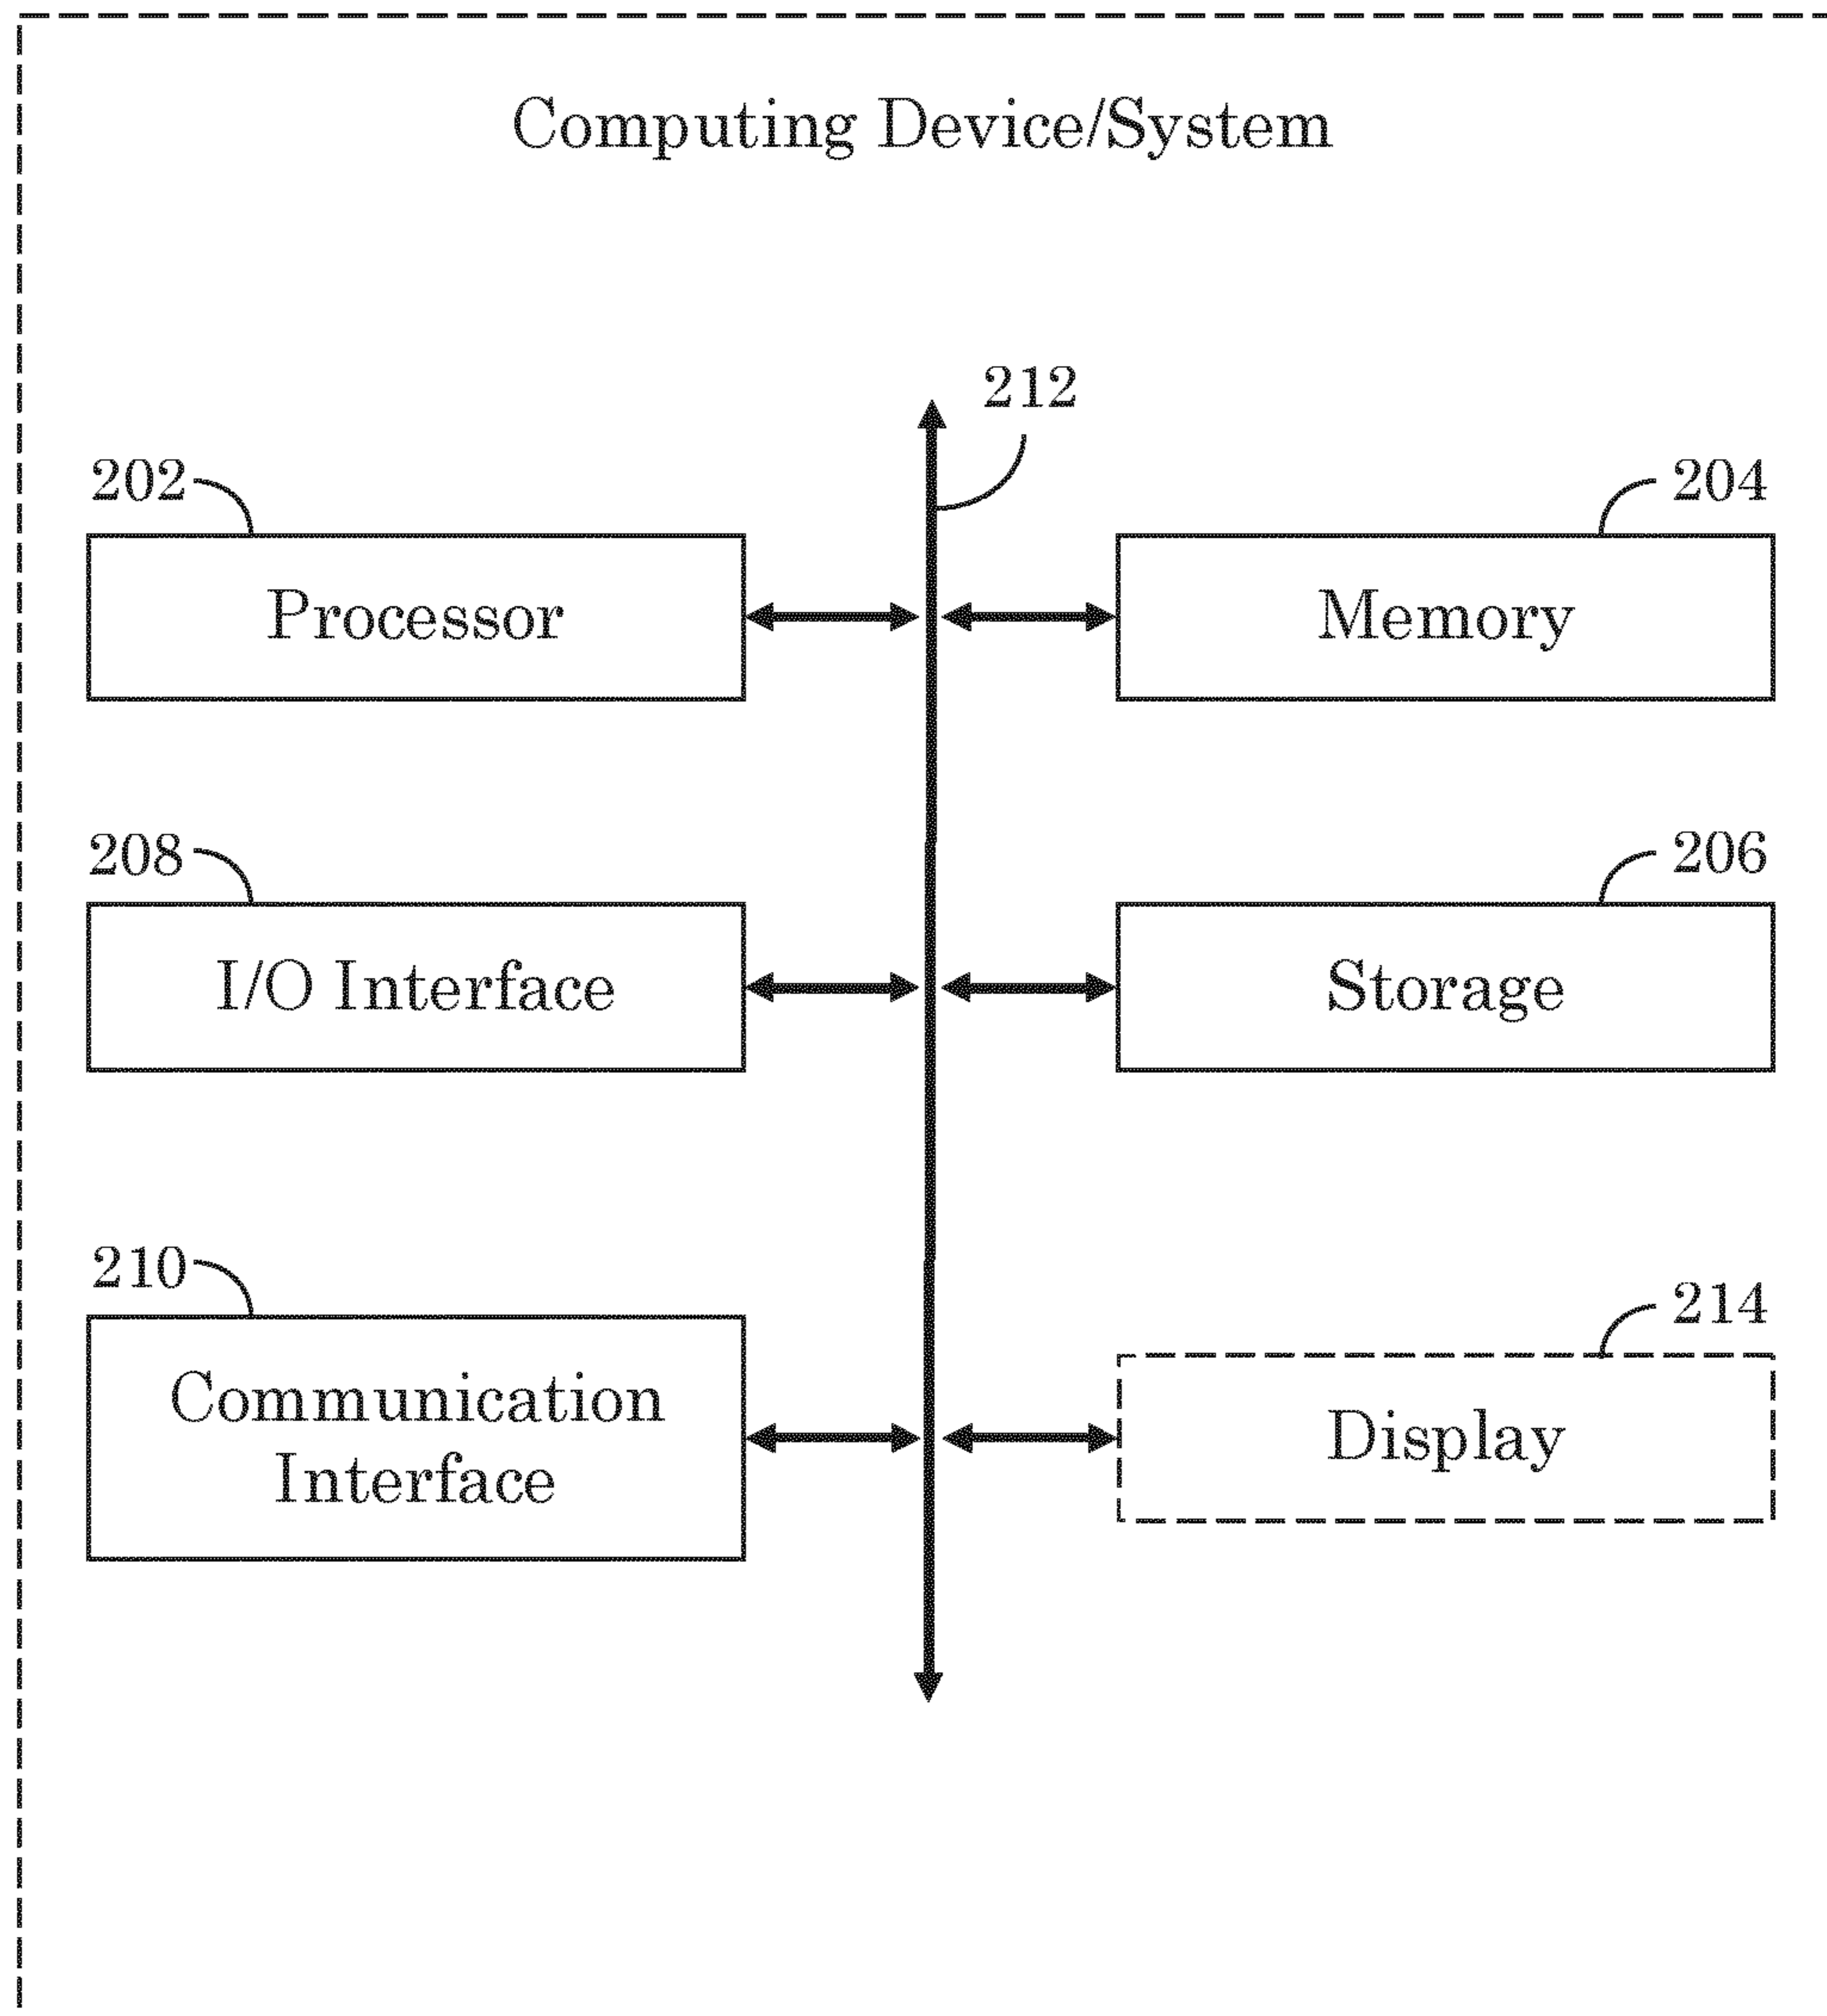 Computing Device/System
212
202
204
Processor
Memory
208
206
I/O Interface
Storage
210
214
Communication
Interface
Display